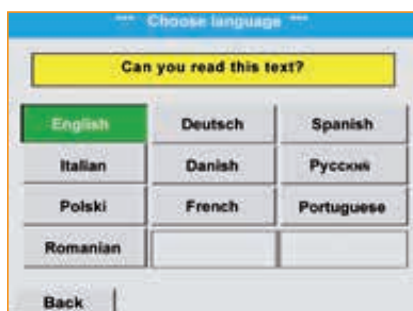 *** Choose language ***
Can you read this text?
English Deutsch Spanish
Italian Danish Русский
Polski French Portuguese
Romanian
Back